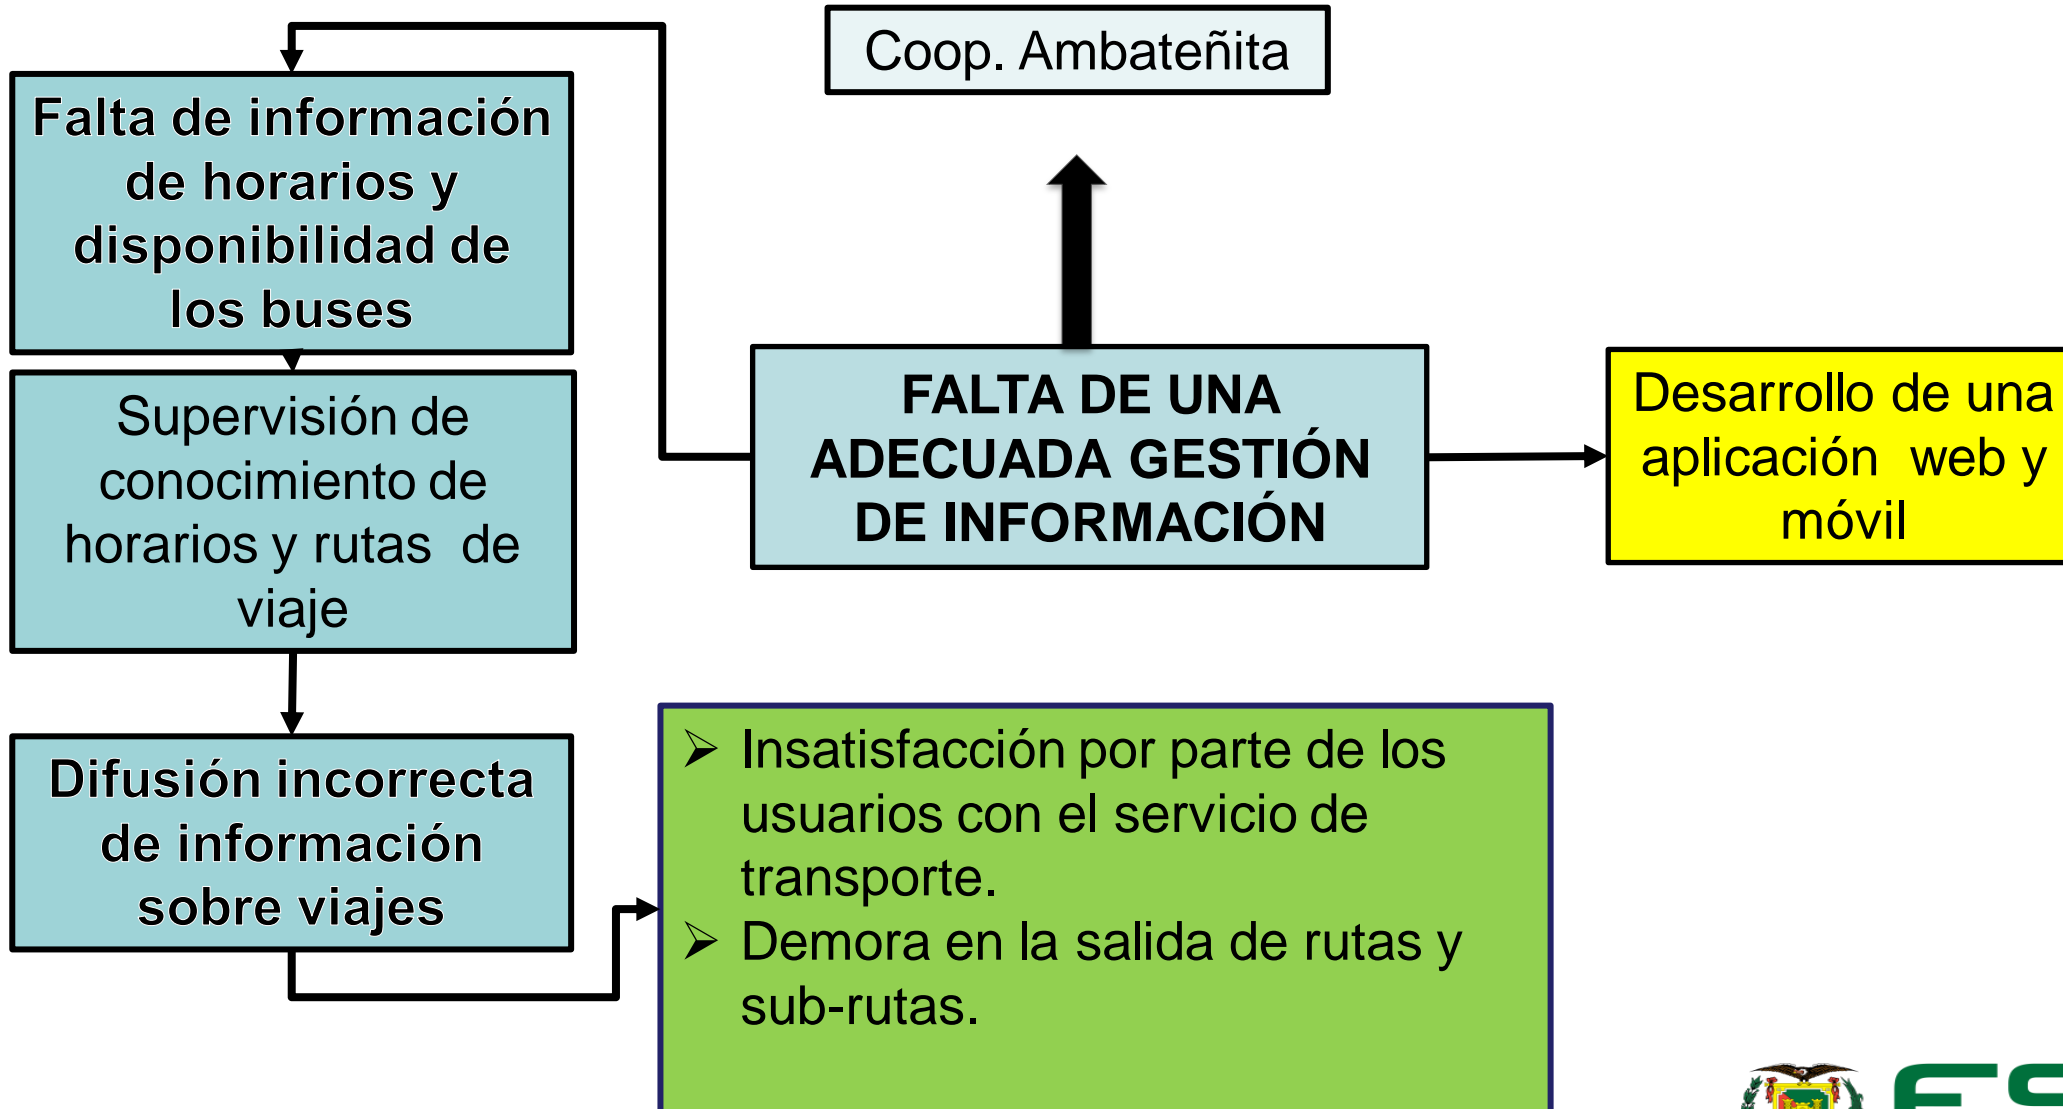 Coop. Ambateñita
Falta de información
de horarios y
disponibilidad de
los buses
Supervisión de
conocimiento de
horarios y rutas  de
viaje
Difusión incorrecta
de información
sobre viajes
FALTA DE UNA
ADECUADA GESTIÓN
DE INFORMACIÓN
Desarrollo de una
aplicación  web y
móvil
➢ Insatisfacción por parte de los
usuarios con el servicio de
transporte.
➢ Demora en la salida de rutas y
sub-rutas.